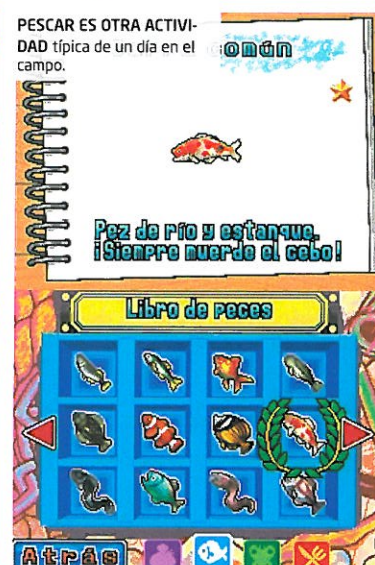 PESCAR ES OTRA ACTIVI-
DAD típica de un día en el
campo.
omún
Pez de río y estanque.
¡Siempre muerde el cebo!
Libro de peces
Atrás